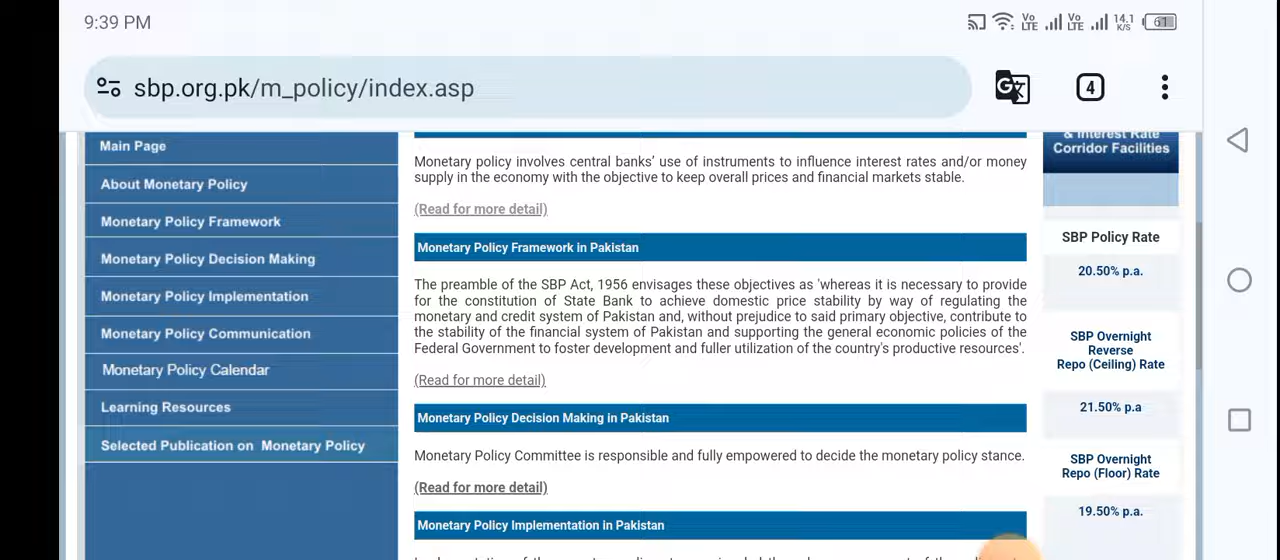 9:39 PM
Vo LTE Vo LTE 14.1 K/S 61
sbp.org.pk/m_policy/index.asp
4
Main Page
About Monetary Policy
Monetary Policy Framework
Monetary Policy Decision Making
Monetary Policy Implementation
Monetary Policy Communication
Monetary Policy Calendar
Learning Resources
Selected Publication on Monetary Policy
Monetary policy involves central banks' use of instruments to influence interest rates and/or money
supply in the economy with the objective to keep overall prices and financial markets stable.
(Read for more detail)
Monetary Policy Framework in Pakistan
The preamble of the SBP Act, 1956 envisages these objectives as 'whereas it is necessary to provide
for the constitution of State Bank to achieve domestic price stability by way of regulating the
monetary and credit system of Pakistan and, without prejudice to said primary objective, contribute to
the stability of the financial system of Pakistan and supporting the general economic policies of the
Federal Government to foster development and fuller utilization of the country's productive resources'.
(Read for more detail)
Monetary Policy Decision Making in Pakistan
Monetary Policy Committee is responsible and fully empowered to decide the monetary policy stance.
(Read for more detail)
Monetary Policy Implementation in Pakistan
& Interest Rate
Corridor Facilities
SBP Policy Rate
20.50% p.a.
SBP Overnight
Reverse
Repo (Ceiling) Rate
21.50% p.a
SBP Overnight
Repo (Floor) Rate
19.50% p.a.